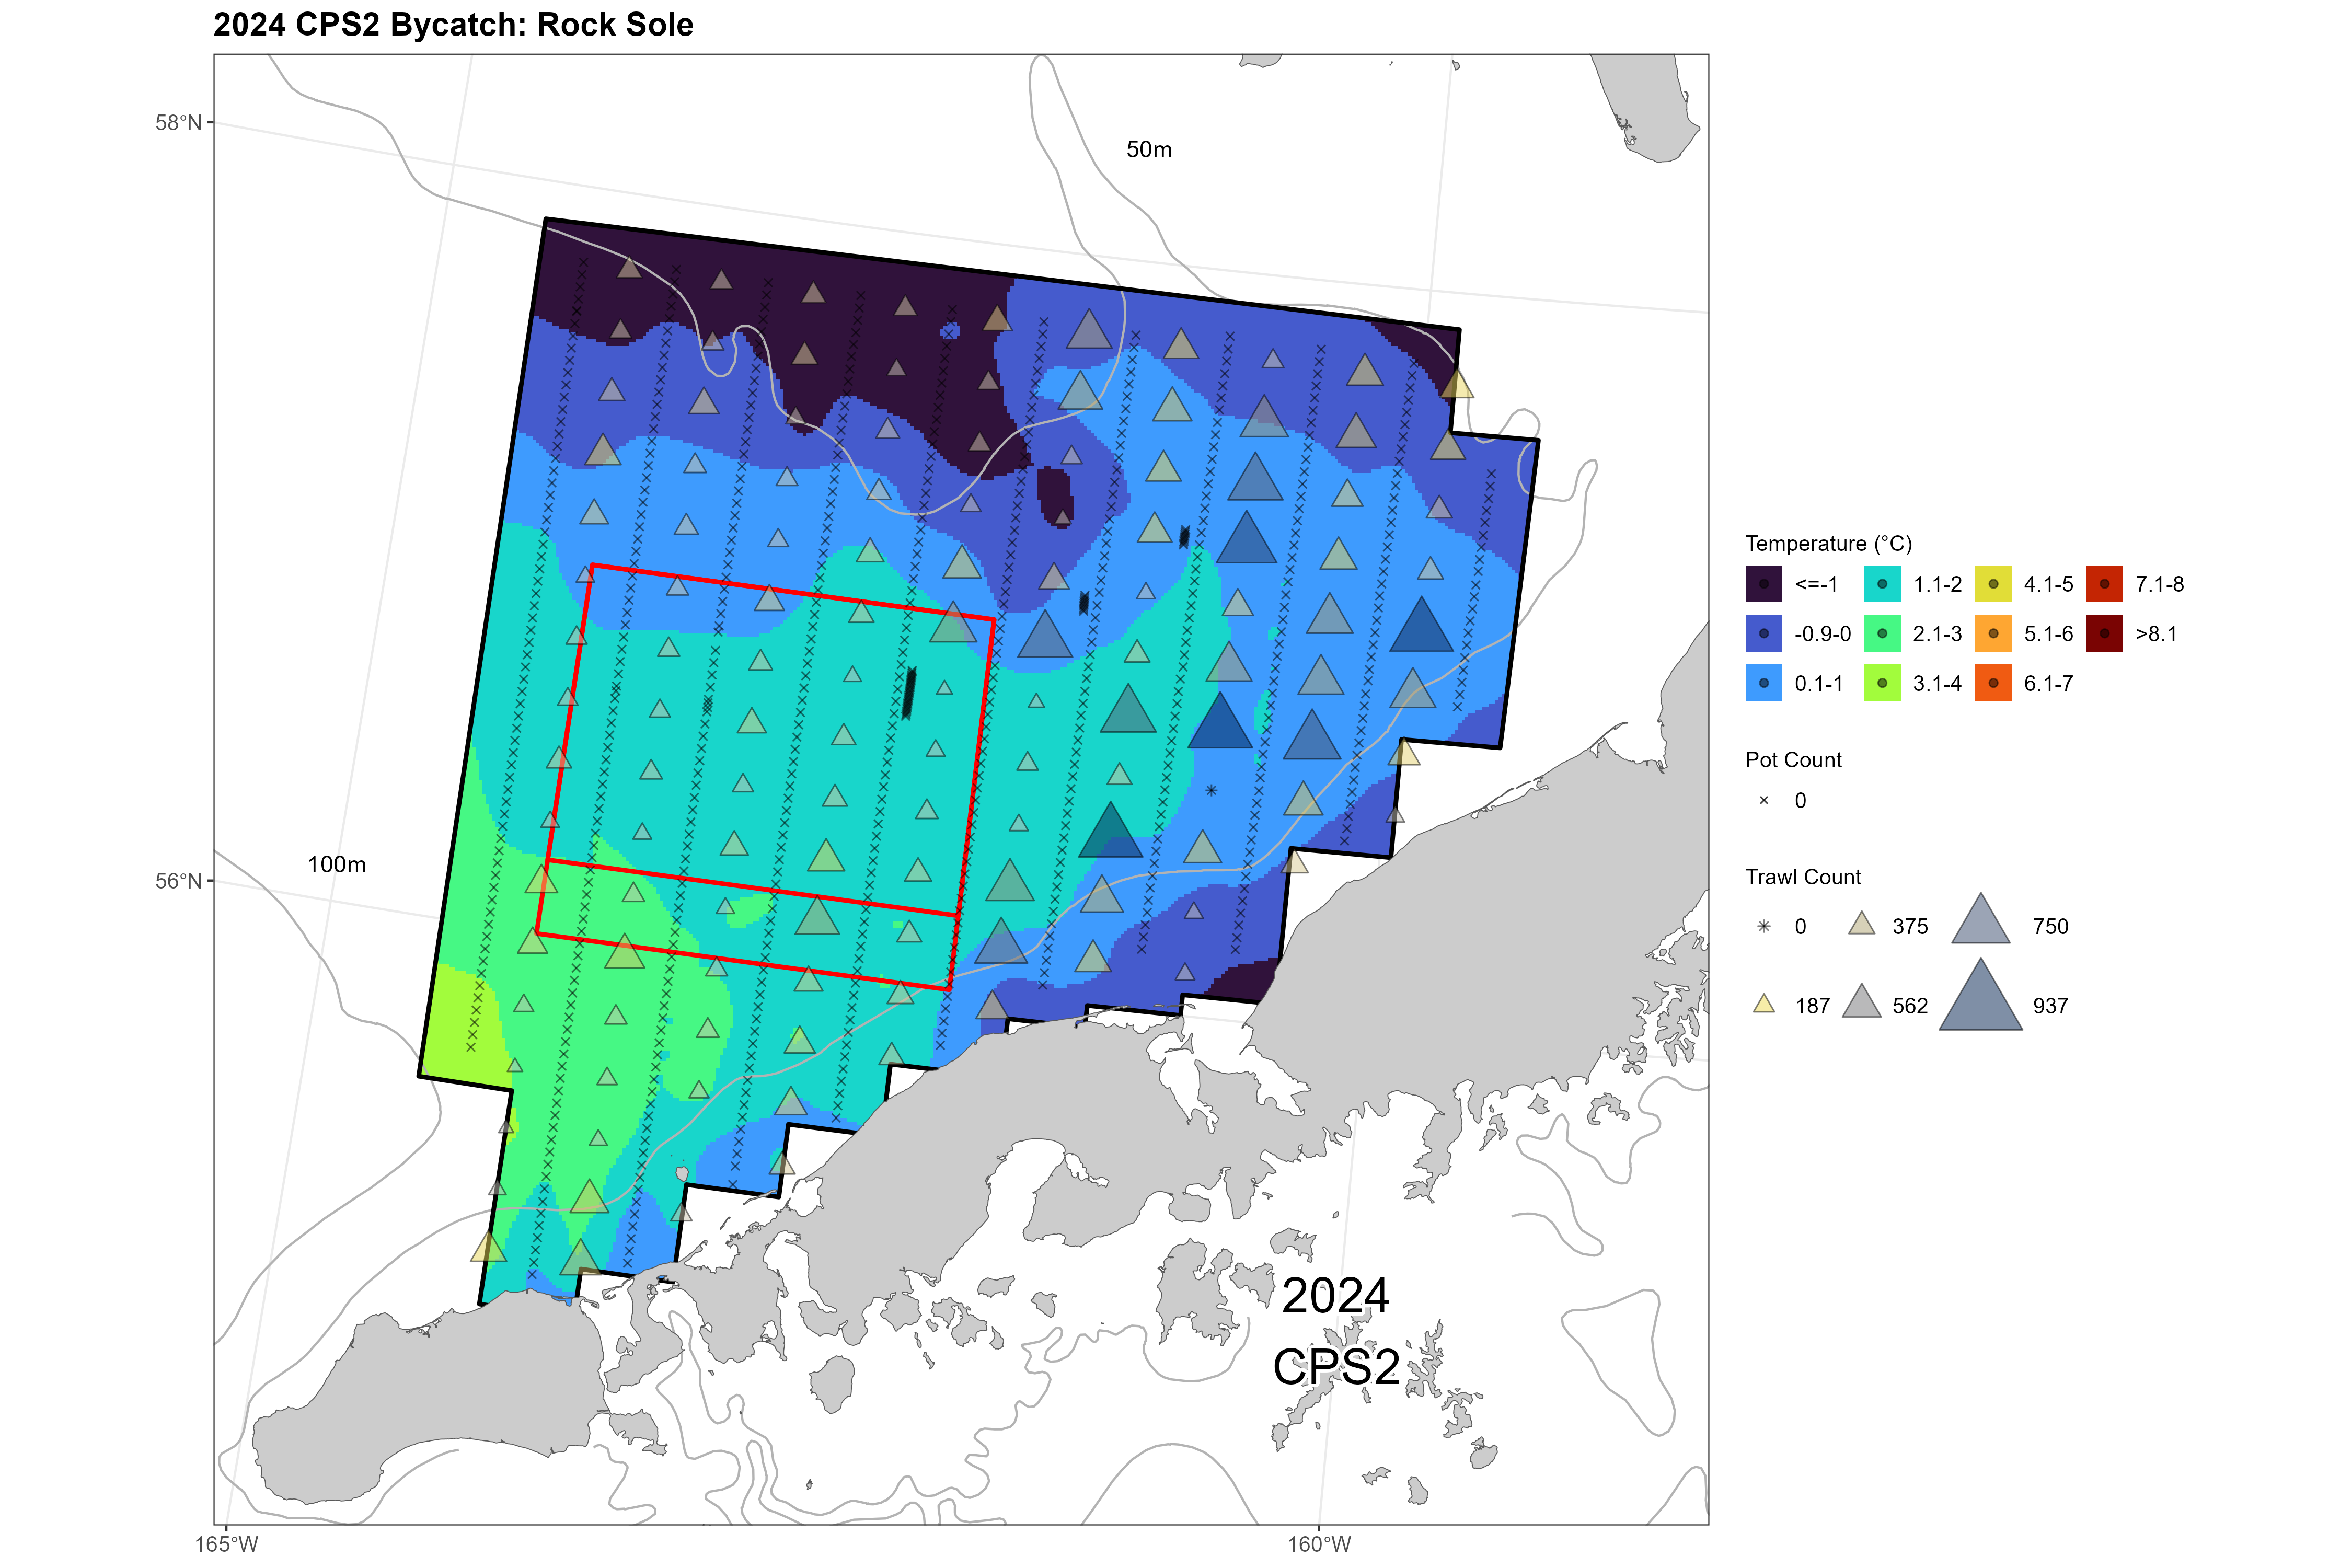 2024 CPS2 Bycatch: Rock Sole
58°N
50m
56°N
100m
165°W
160°W
2024
CPS2
Temperature (°C)
<=-1
1.1-2
4.1-5
7.1-8
-0.9-0
2.1-3
5.1-6
>8.1
0.1-1
3.1-4
6.1-7
Pot Count
0
Trawl Count
0
375
750
187
562
937